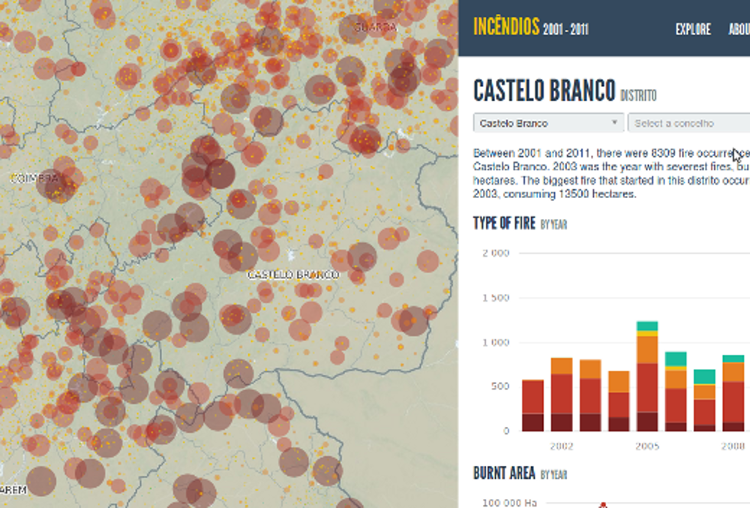 GUARDA
COIMBRA
CASTELO BRANCO
AREM
INCÊNDIOS 2001 - 2011
EXPLORE ABOU
CASTELO BRANCO DISTRITO
Castelo Branco Select a concelho
Between 2001 and 2011, there were 8309 fire occurrence
Castelo Branco. 2003 was the year with severest fires, bu
hectares. The biggest fire that started in this distrito occur
2003, consuming 13500 hectares.
TYPE OF FIRE BY YEAR
2 000
1 500
1 000
500
0
2002 2005 2008
BURNT AREA BY YEAR
100 000 Ha